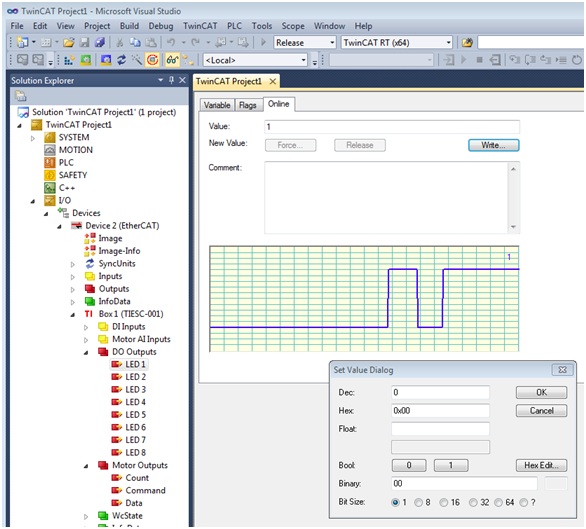 TwinCAT Project1 - Microsoft Visual Studio
File Edit View Project Build Debug TwinCAT PLC Tools Scope Window Help
Release TwinCAT RT (x64)
<Local>
Solution Explorer
TwinCAT Project1
Variable Flags Online
Solution 'TwinCAT Project1' (1 project)
TwinCAT Project1
SYSTEM
MOTION
PLC
SAFETY
C++
I/O
Devices
Device 2 (EtherCAT)
Image
Image-Info
SyncUnits
Inputs
Outputs
InfoData
TI Box 1 (TIESC-001)
DI Inputs
Motor AI Inputs
DO Outputs
LED 1
LED 2
LED 3
LED 4
LED 5
LED 6
LED 7
LED 8
Motor Outputs
Count
Command
Data
WcState
Value: 1
New Value: Force... Release Write...
Comment:
1
Set Value Dialog
Dec: 0 OK
Hex: 0x00 Cancel
Float:
Bool: 0 1 Hex Edit...
Binary: 00
Bit Size: 1 8 16 32 64 ?